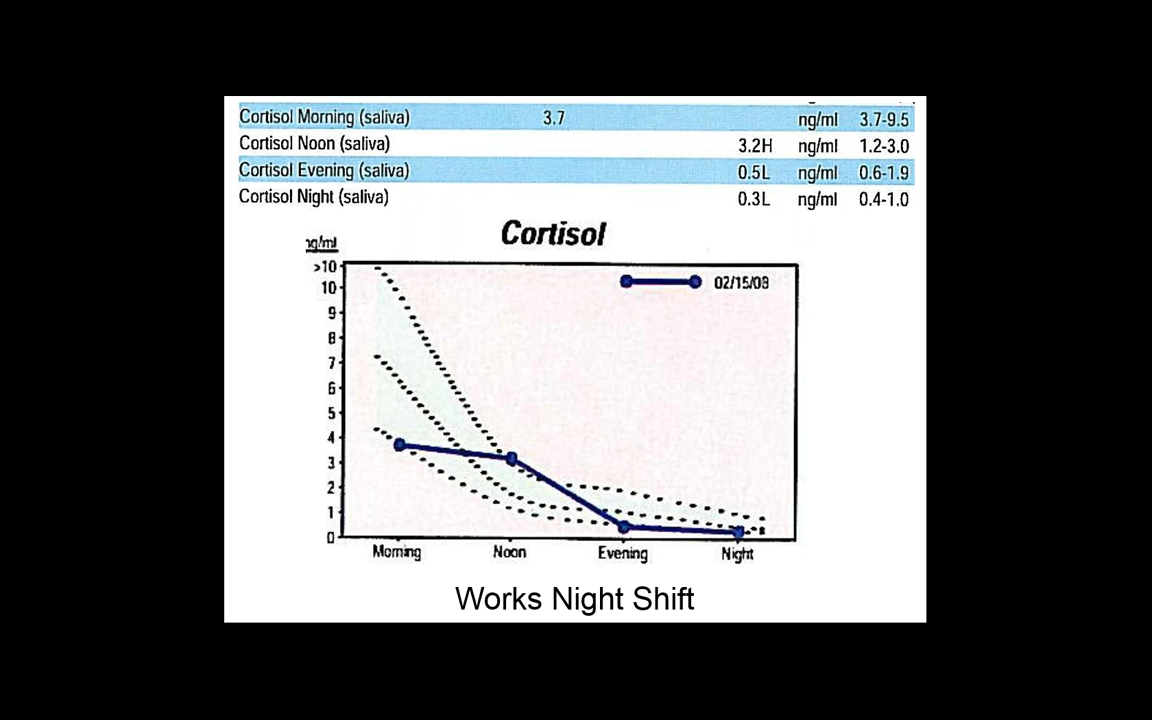 Cortisol Morning (saliva) 3.7 ng/ml 3.7-9.5
Cortisol Noon (saliva) 3.2H ng/ml 1.2-3.0
Cortisol Evening (saliva) 0.5L ng/ml 0.6-1.9
Cortisol Night (saliva) 0.3L ng/ml 0.4-1.0
Cortisol
ng/ml
>10
10
9
8
7
6
5
4
3
2
1
0
02/15/08
Morning Noon Evening Night
Works Night Shift